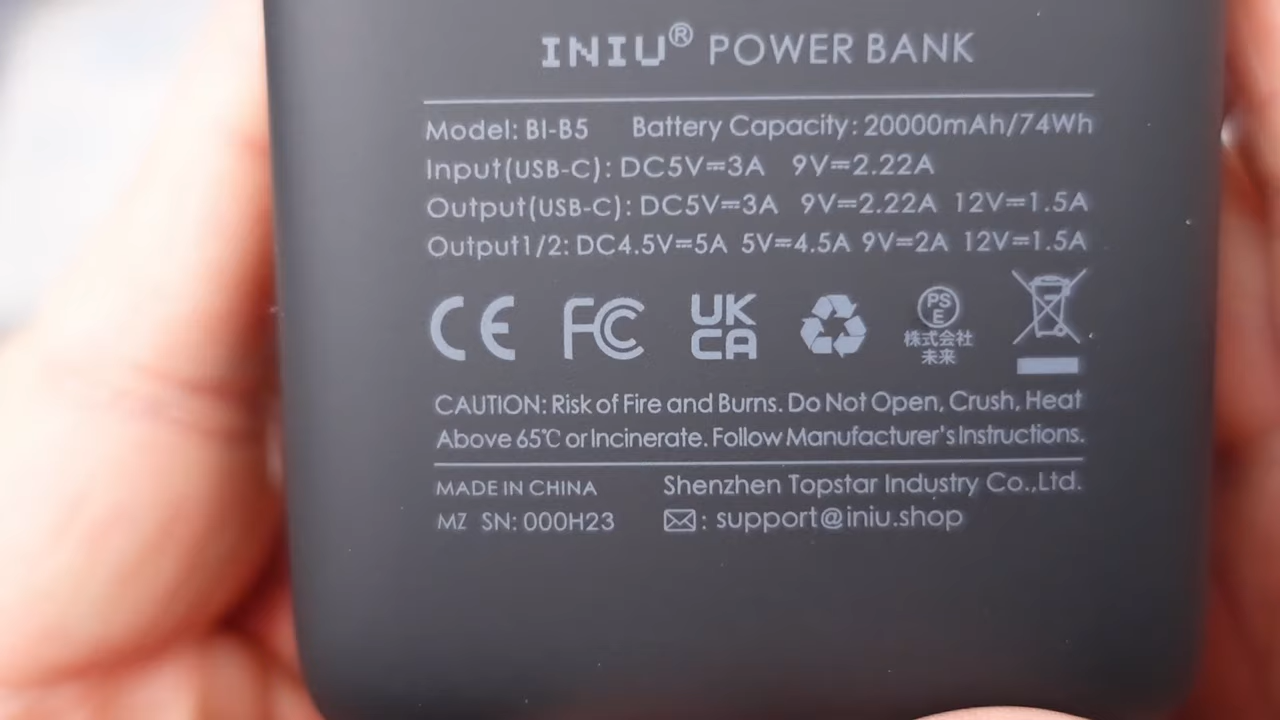 INIU® POWER BANK
Model: BI-B5 Battery Capacity: 20000mAh/74Wh
Input(USB-C): DC5V⎓3A 9V⎓2.22A
Output(USB-C): DC5V⎓3A 9V⎓2.22A 12V⎓1.5A
Output1/2: DC4.5V⎓5A 5V⎓4.5A 9V⎓2A 12V⎓1.5A
CE FC UK CA PS E
株式会社
未来
CAUTION: Risk of Fire and Burns. Do Not Open, Crush, Heat
Above 65℃ or Incinerate. Follow Manufacturer's Instructions.
MADE IN CHINA Shenzhen Topstar Industry Co.,Ltd.
MZ SN: 000H23 : support@iniu.shop